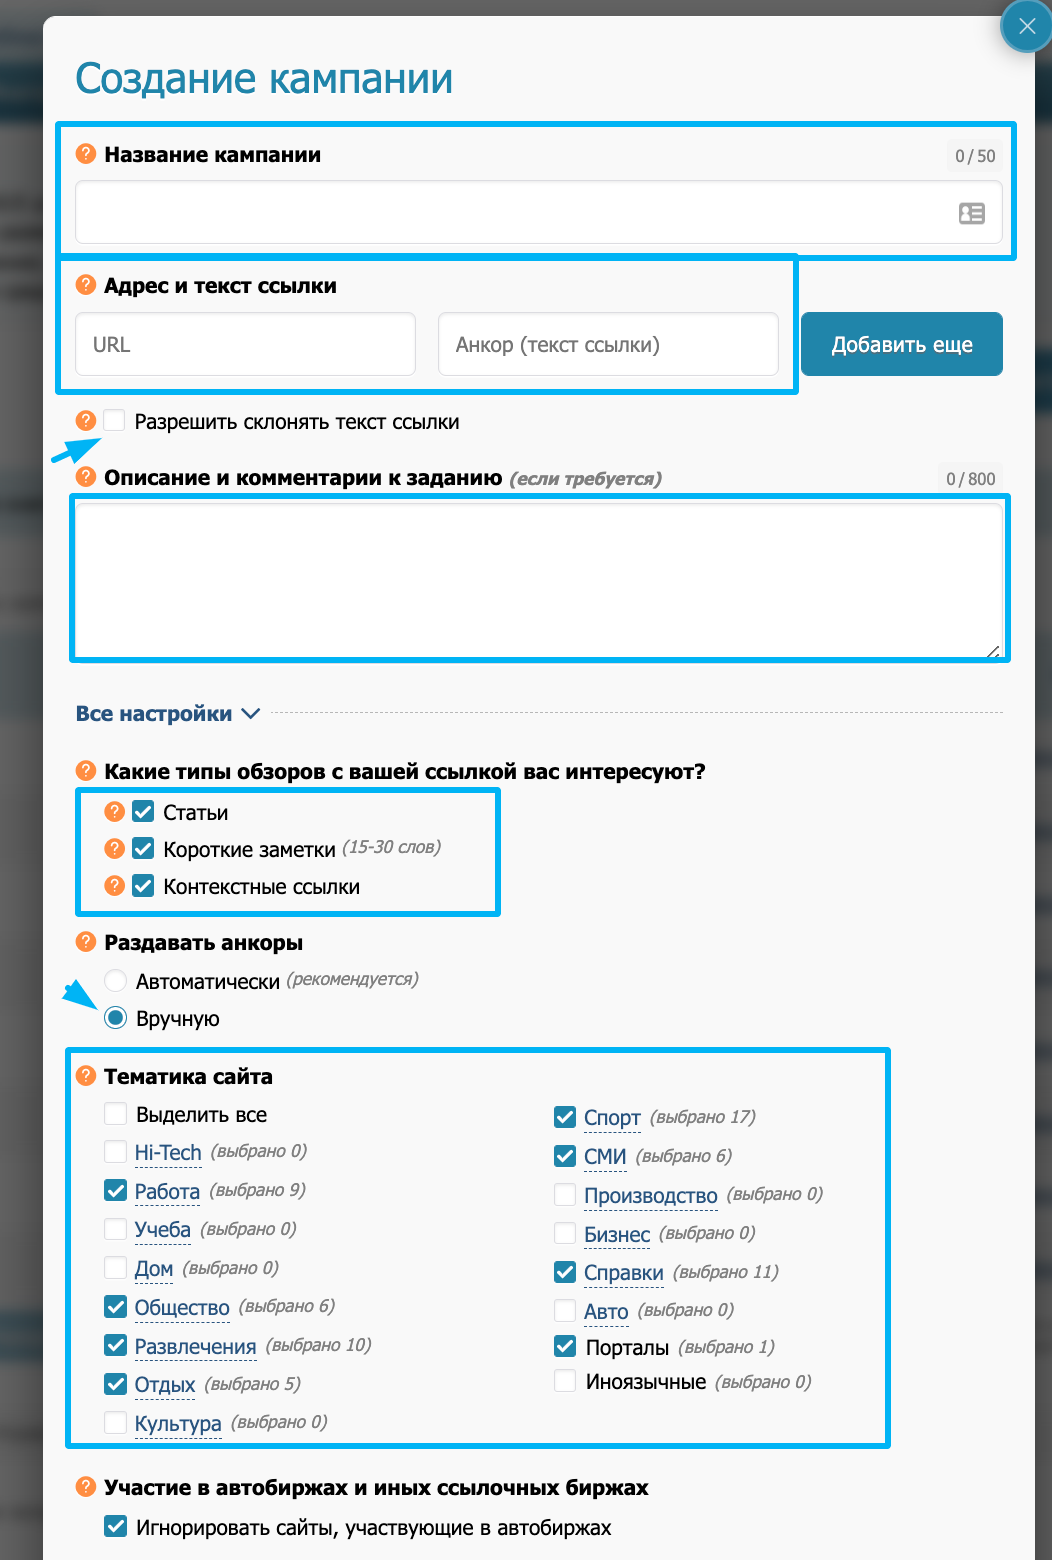 Создание кампании
Название кампании
0 / 50
Адрес и текст ссылки
URL
Анкор (текст ссылки)
Добавить еще
Разрешить склонять текст ссылки
Описание и комментарии к заданию (если требуется)
0 / 800
Все настройки
Какие типы обзоров с вашей ссылкой вас интересуют?
Статьи
Короткие заметки (15-30 слов)
Контекстные ссылки
Раздавать анкоры
Автоматически (рекомендуется)
Вручную
Тематика сайта
Выделить все
Hi-Tech (выбрано 0)
Работа (выбрано 9)
Учеба (выбрано 0)
Дом (выбрано 0)
Общество (выбрано 6)
Развлечения (выбрано 10)
Отдых (выбрано 5)
Культура (выбрано 0)
Спорт (выбрано 17)
СМИ (выбрано 6)
Производство (выбрано 0)
Бизнес (выбрано 0)
Справки (выбрано 11)
Авто (выбрано 0)
Порталы (выбрано 1)
Иноязычные (выбрано 0)
Участие в автобиржах и иных ссылочных биржах
Игнорировать сайты, участвующие в автобиржах